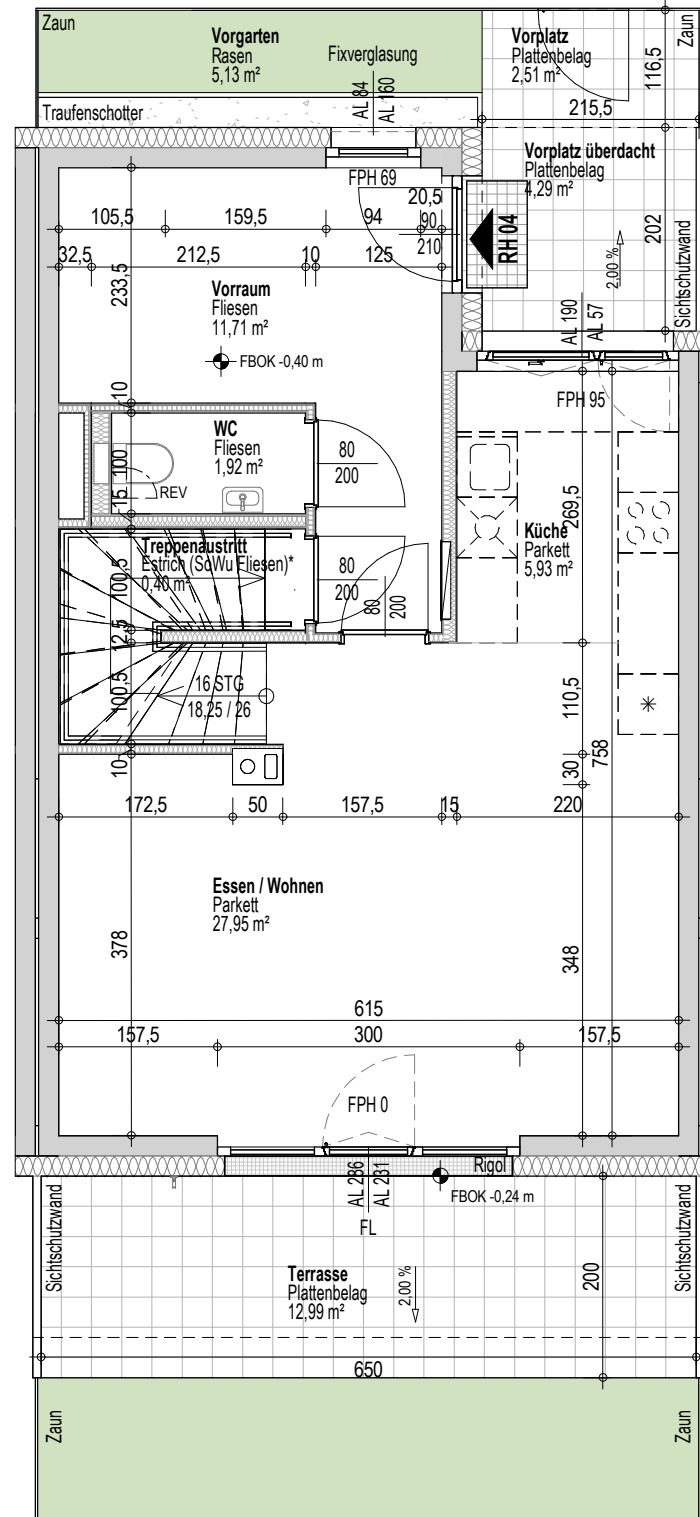 Zaun
Vorgarten
Rasen
5,13 m²
Fixverglasung
AL 84
AL 160
Vorplatz
Plattenbelag
2,51 m²
Zaun
116,5
215,5
Traufenschotter
Vorplatz überdacht
Plattenbelag
4,29 m²
FPH 69
20,5
90
210
RH 04
202
2,00 %
Sichtschutzwand
105,5
159,5
94
32,5
212,5
10
125
233,5
Vorraum
Fliesen
11,71 m²
FBOK -0,40 m
AL 190
AL 57
FPH 95
10
WC
Fliesen
1,92 m²
100
REV
15
80
200
269,5
Küche
Parkett
5,93 m²
Treppenaustritt
Estrich (SoWu Fliesen)*
0,40 m²
100,5
80
200
80
200
12,5
100,5
16 STG
18,25 / 26
110,5
10
30
758
172,5
50
157,5
15
220
Essen / Wohnen
Parkett
27,95 m²
378
348
615
157,5
300
157,5
FPH 0
Rigol
AL 286
AL 231
FBOK -0,24 m
FL
Sichtschutzwand
Sichtschutzwand
Terrasse
Plattenbelag
12,99 m²
2,00 %
200
650
Zaun
Zaun